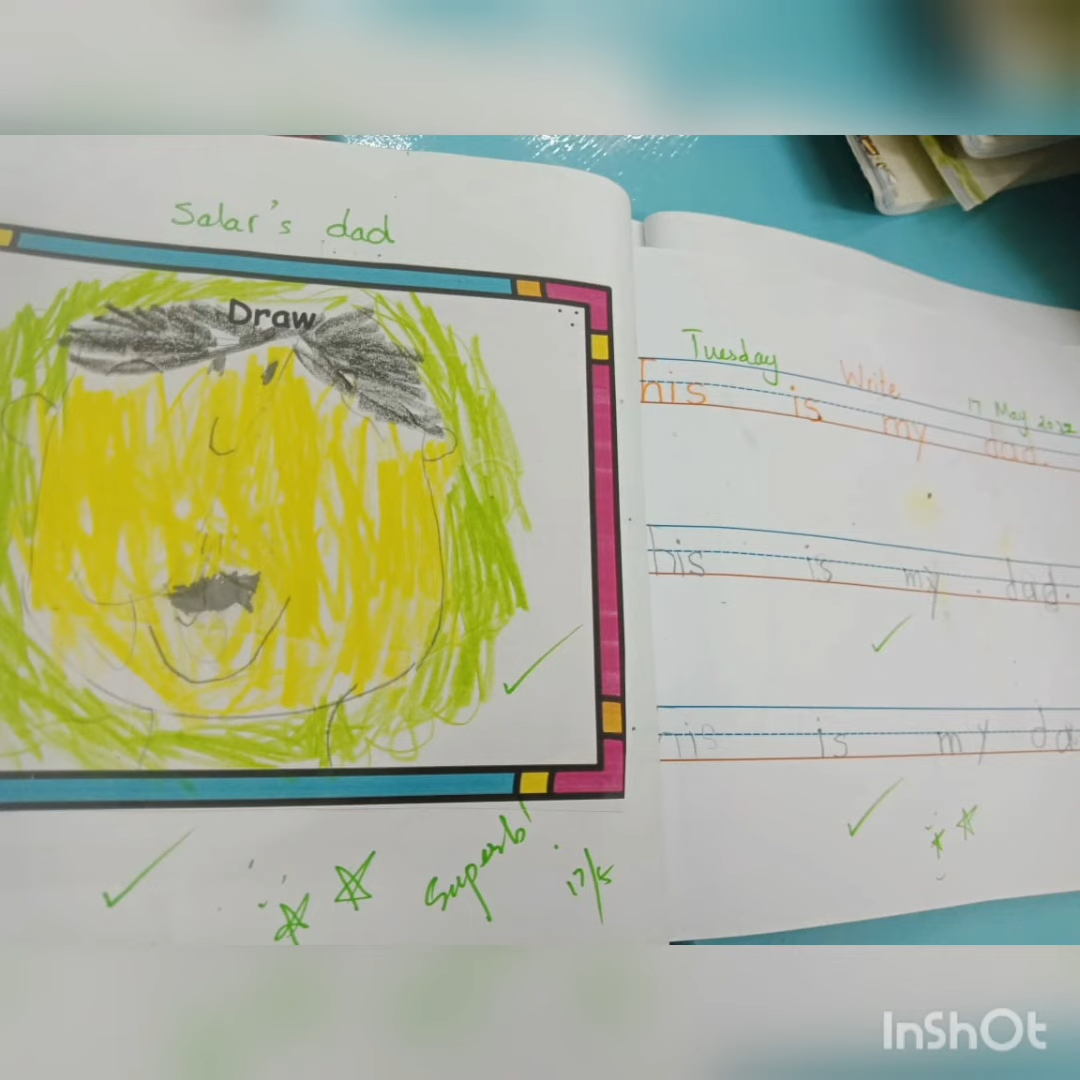 Salar's dad
Draw
Superb!
17/5
Tuesday
Write
17 May 2022
his is my dad.
his is my dad.
his is my da
InShOt